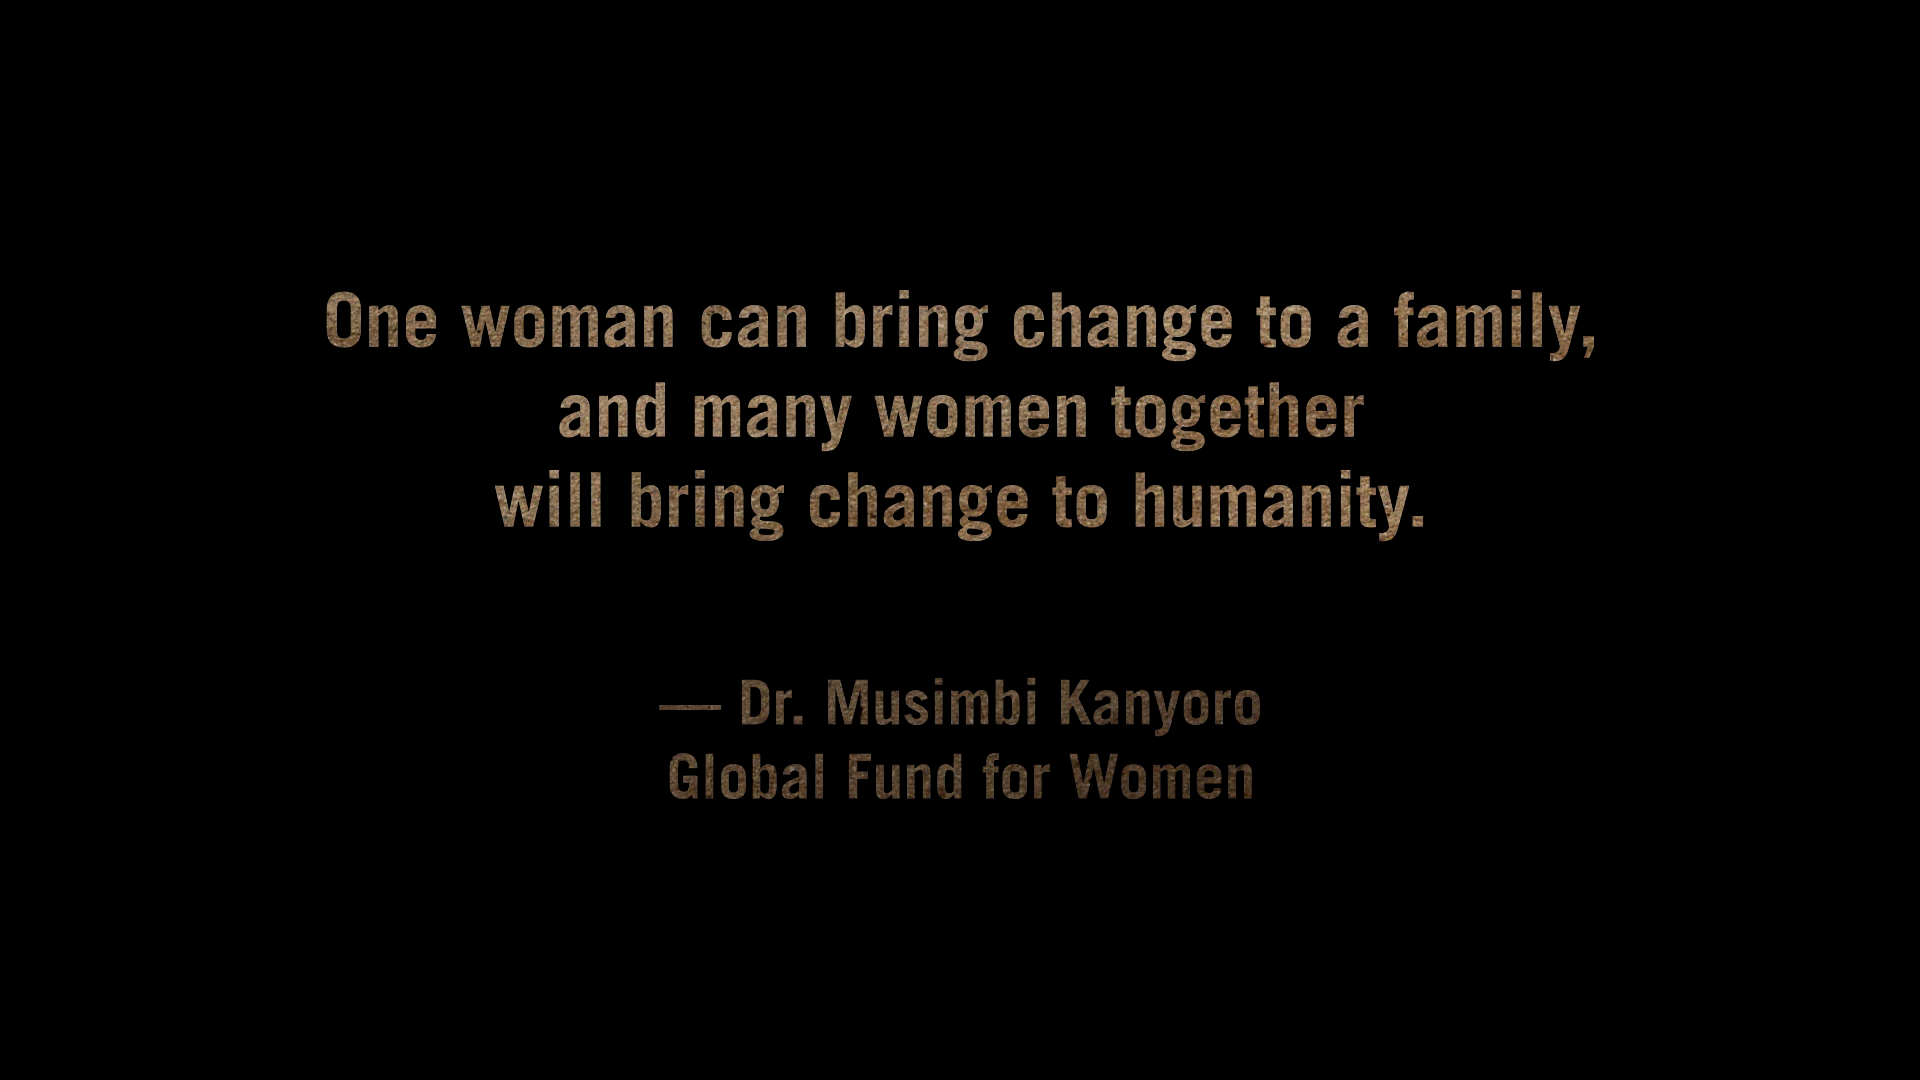 One woman can bring change to a family,
and many women together
will bring change to humanity.
— Dr. Musimbi Kanyoro
Global Fund for Women